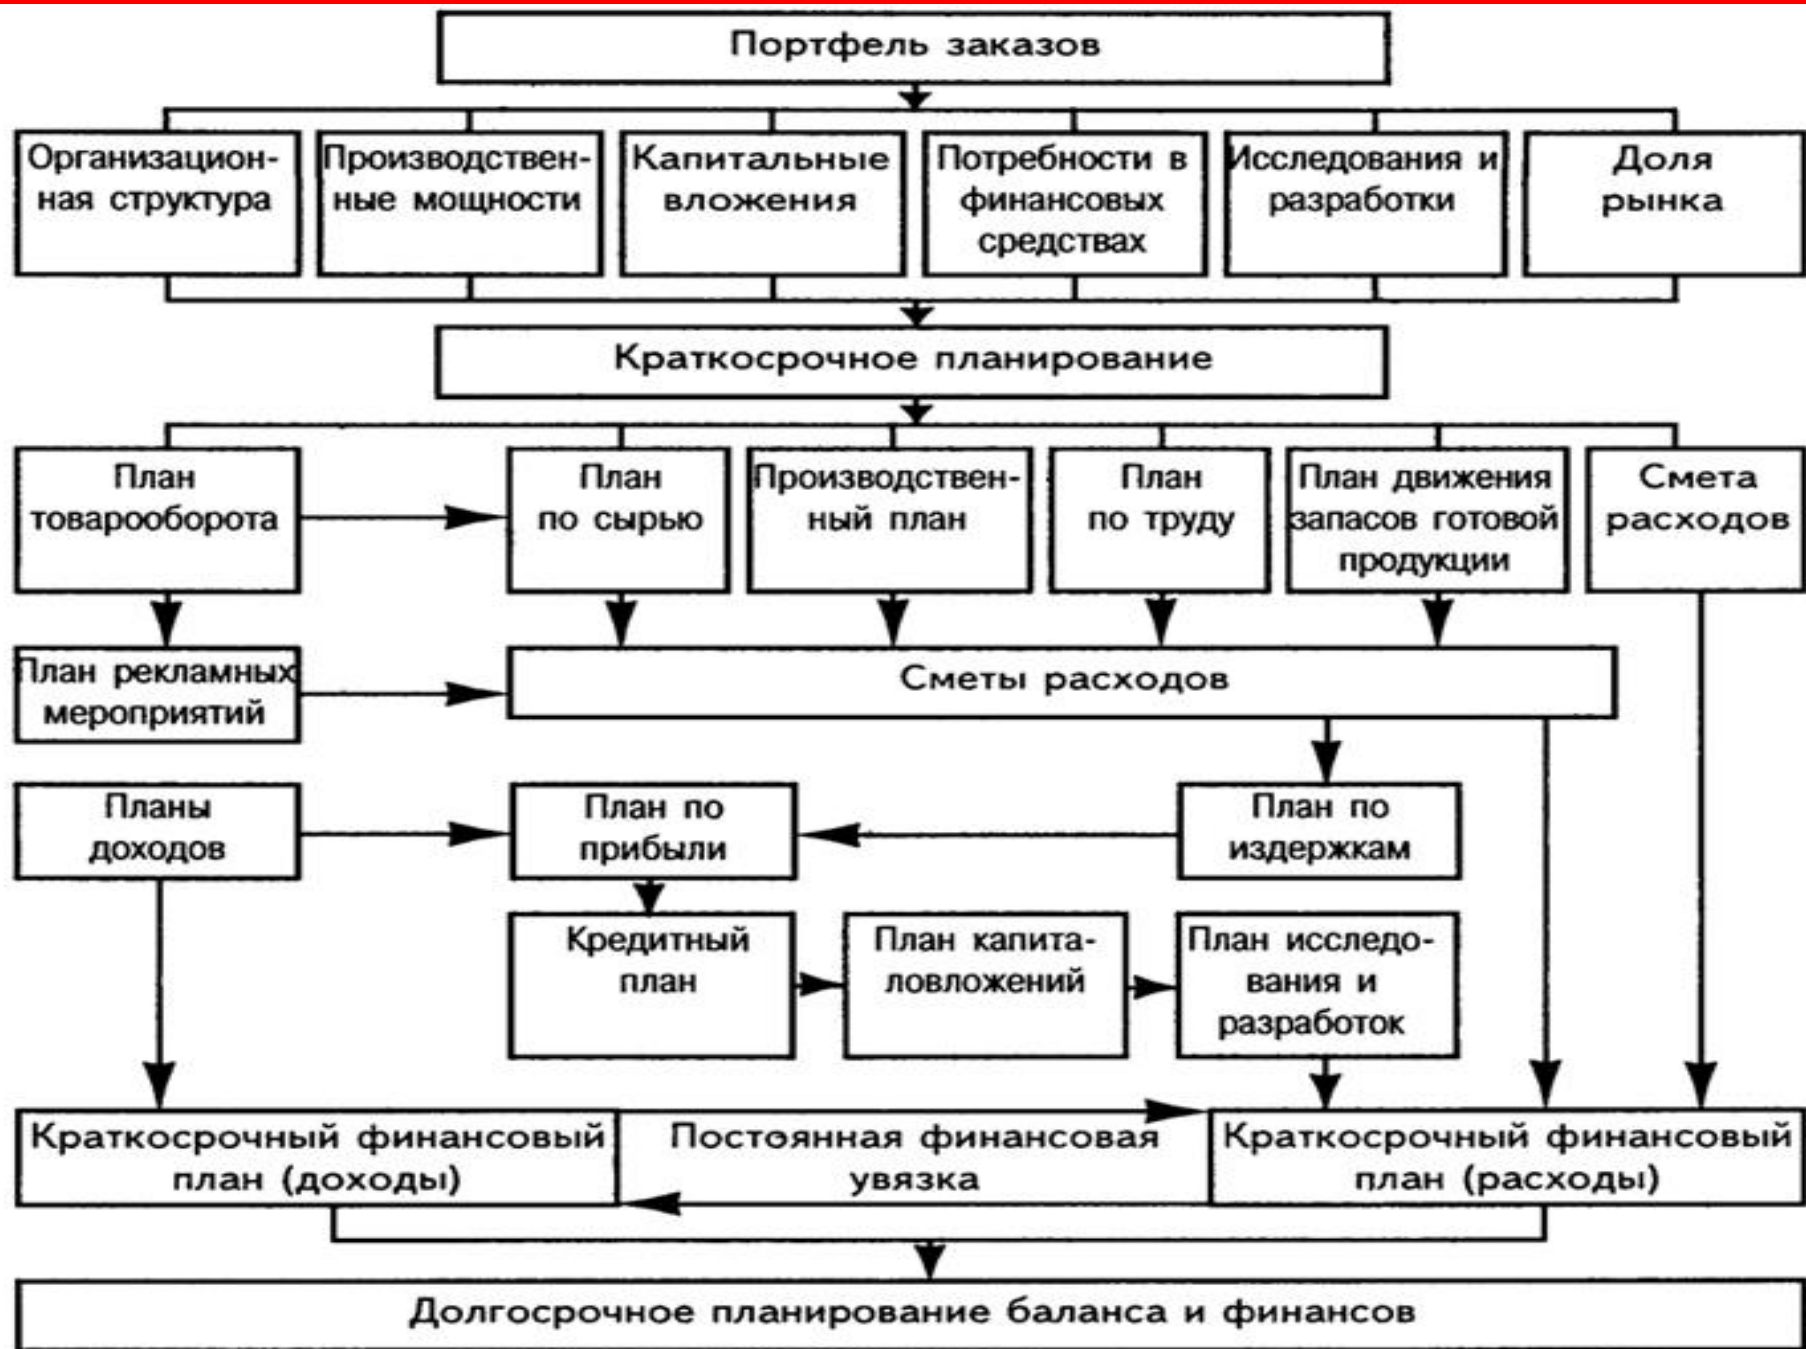 Портфель заказов
Организацион-
ная структура
Производствен-
ные мощности
Капитальные
вложения
Потребности в
финансовых
средствах
Исследования и
разработки
Доля
рынка
Краткосрочное планирование
План
товарооборота
План
по сырью
Производствен-
ный план
План
по труду
План движения
запасов готовой
продукции
Смета
расходов
План рекламных
мероприятий
Сметы расходов
Планы
доходов
План по
прибыли
План по
издержкам
Кредитный
план
План капита-
ловложений
План исследо-
вания и
разработок
Краткосрочный финансовый
план (доходы)
Постоянная финансовая
увязка
Краткосрочный финансовый
план (расходы)
Долгосрочное планирование баланса и финансов